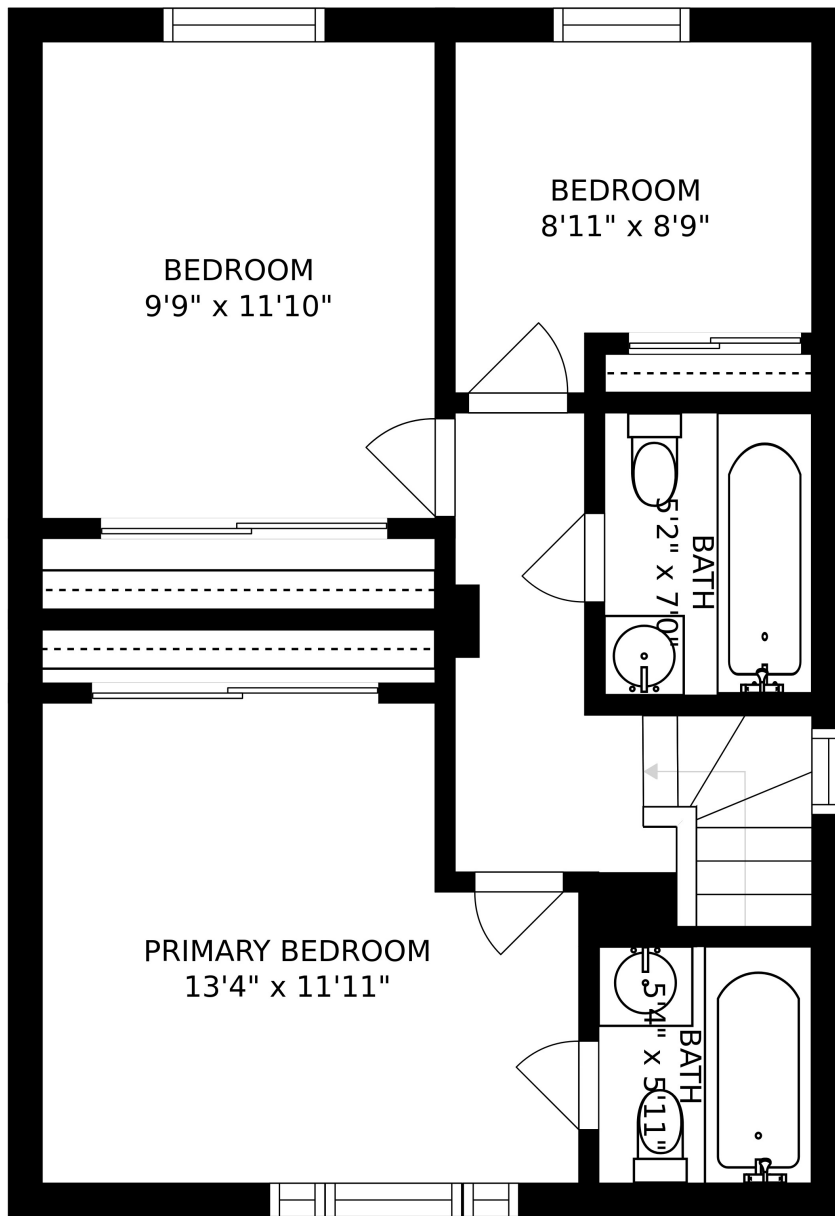 BEDROOM
8'11" x 8'9"
BEDROOM
9'9" x 11'10"
BATH
5'2" x 7'0"
PRIMARY BEDROOM
13'4" x 11'11"
BATH
5'4" x 5'11"